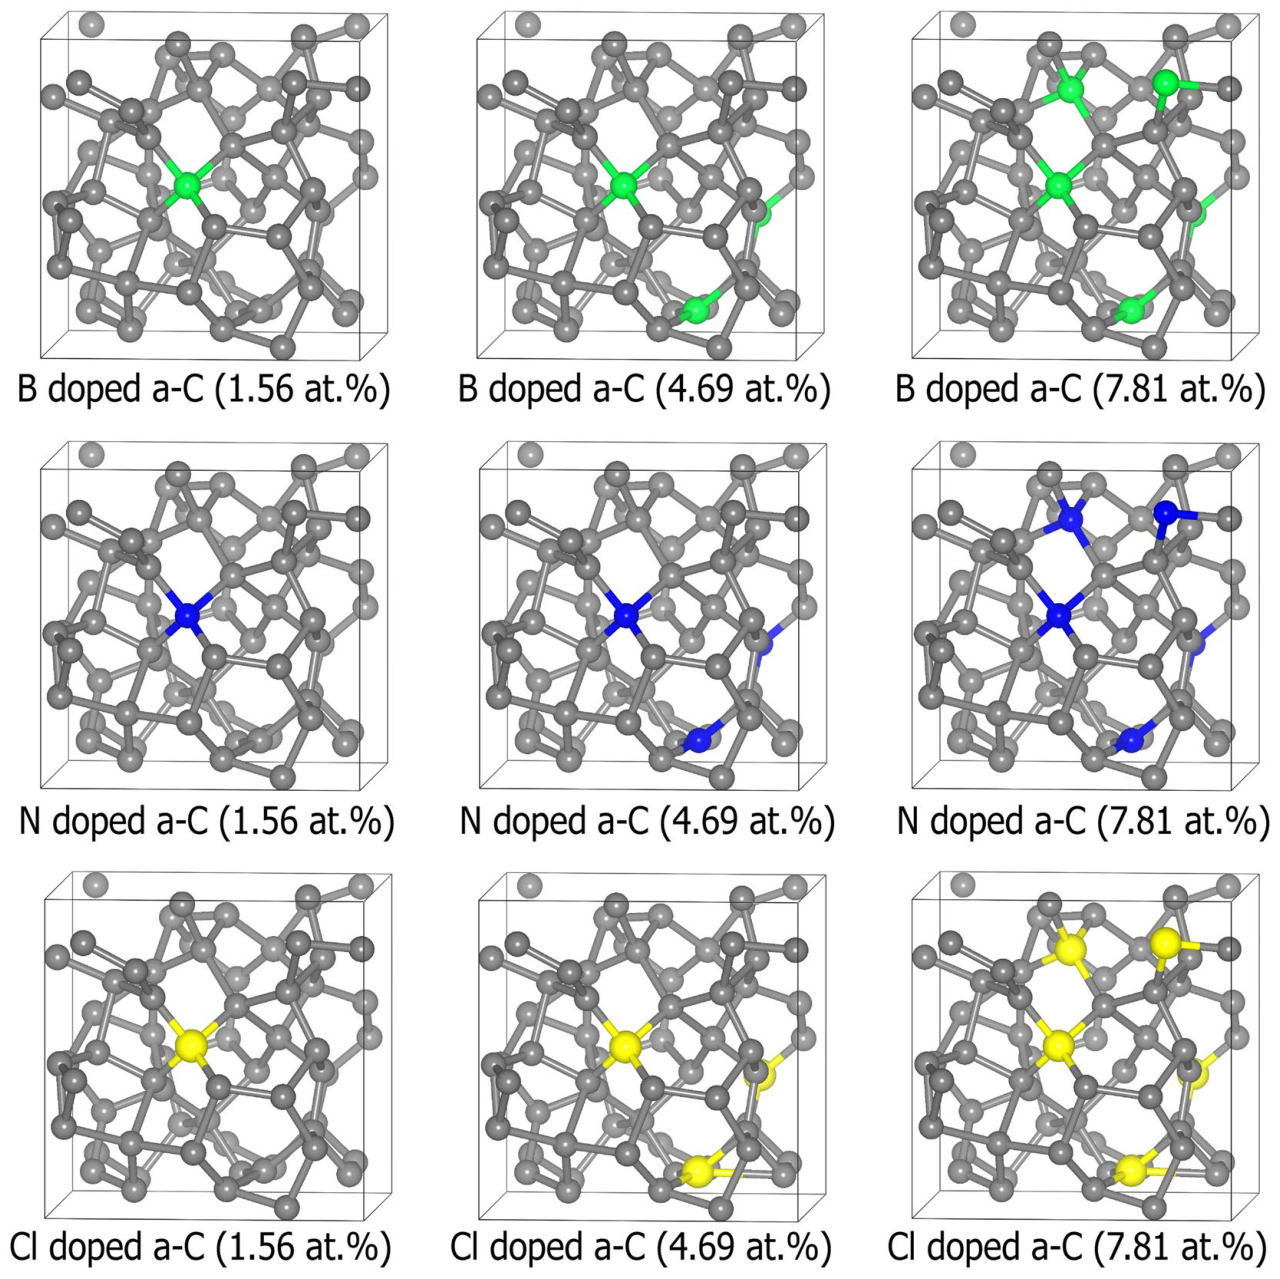 B doped a-C (1.56 at.%)
B doped a-C (4.69 at.%)
B doped a-C (7.81 at.%)
N doped a-C (1.56 at.%)
N doped a-C (4.69 at.%)
N doped a-C (7.81 at.%)
Cl doped a-C (1.56 at.%)
Cl doped a-C (4.69 at.%)
Cl doped a-C (7.81 at.%)